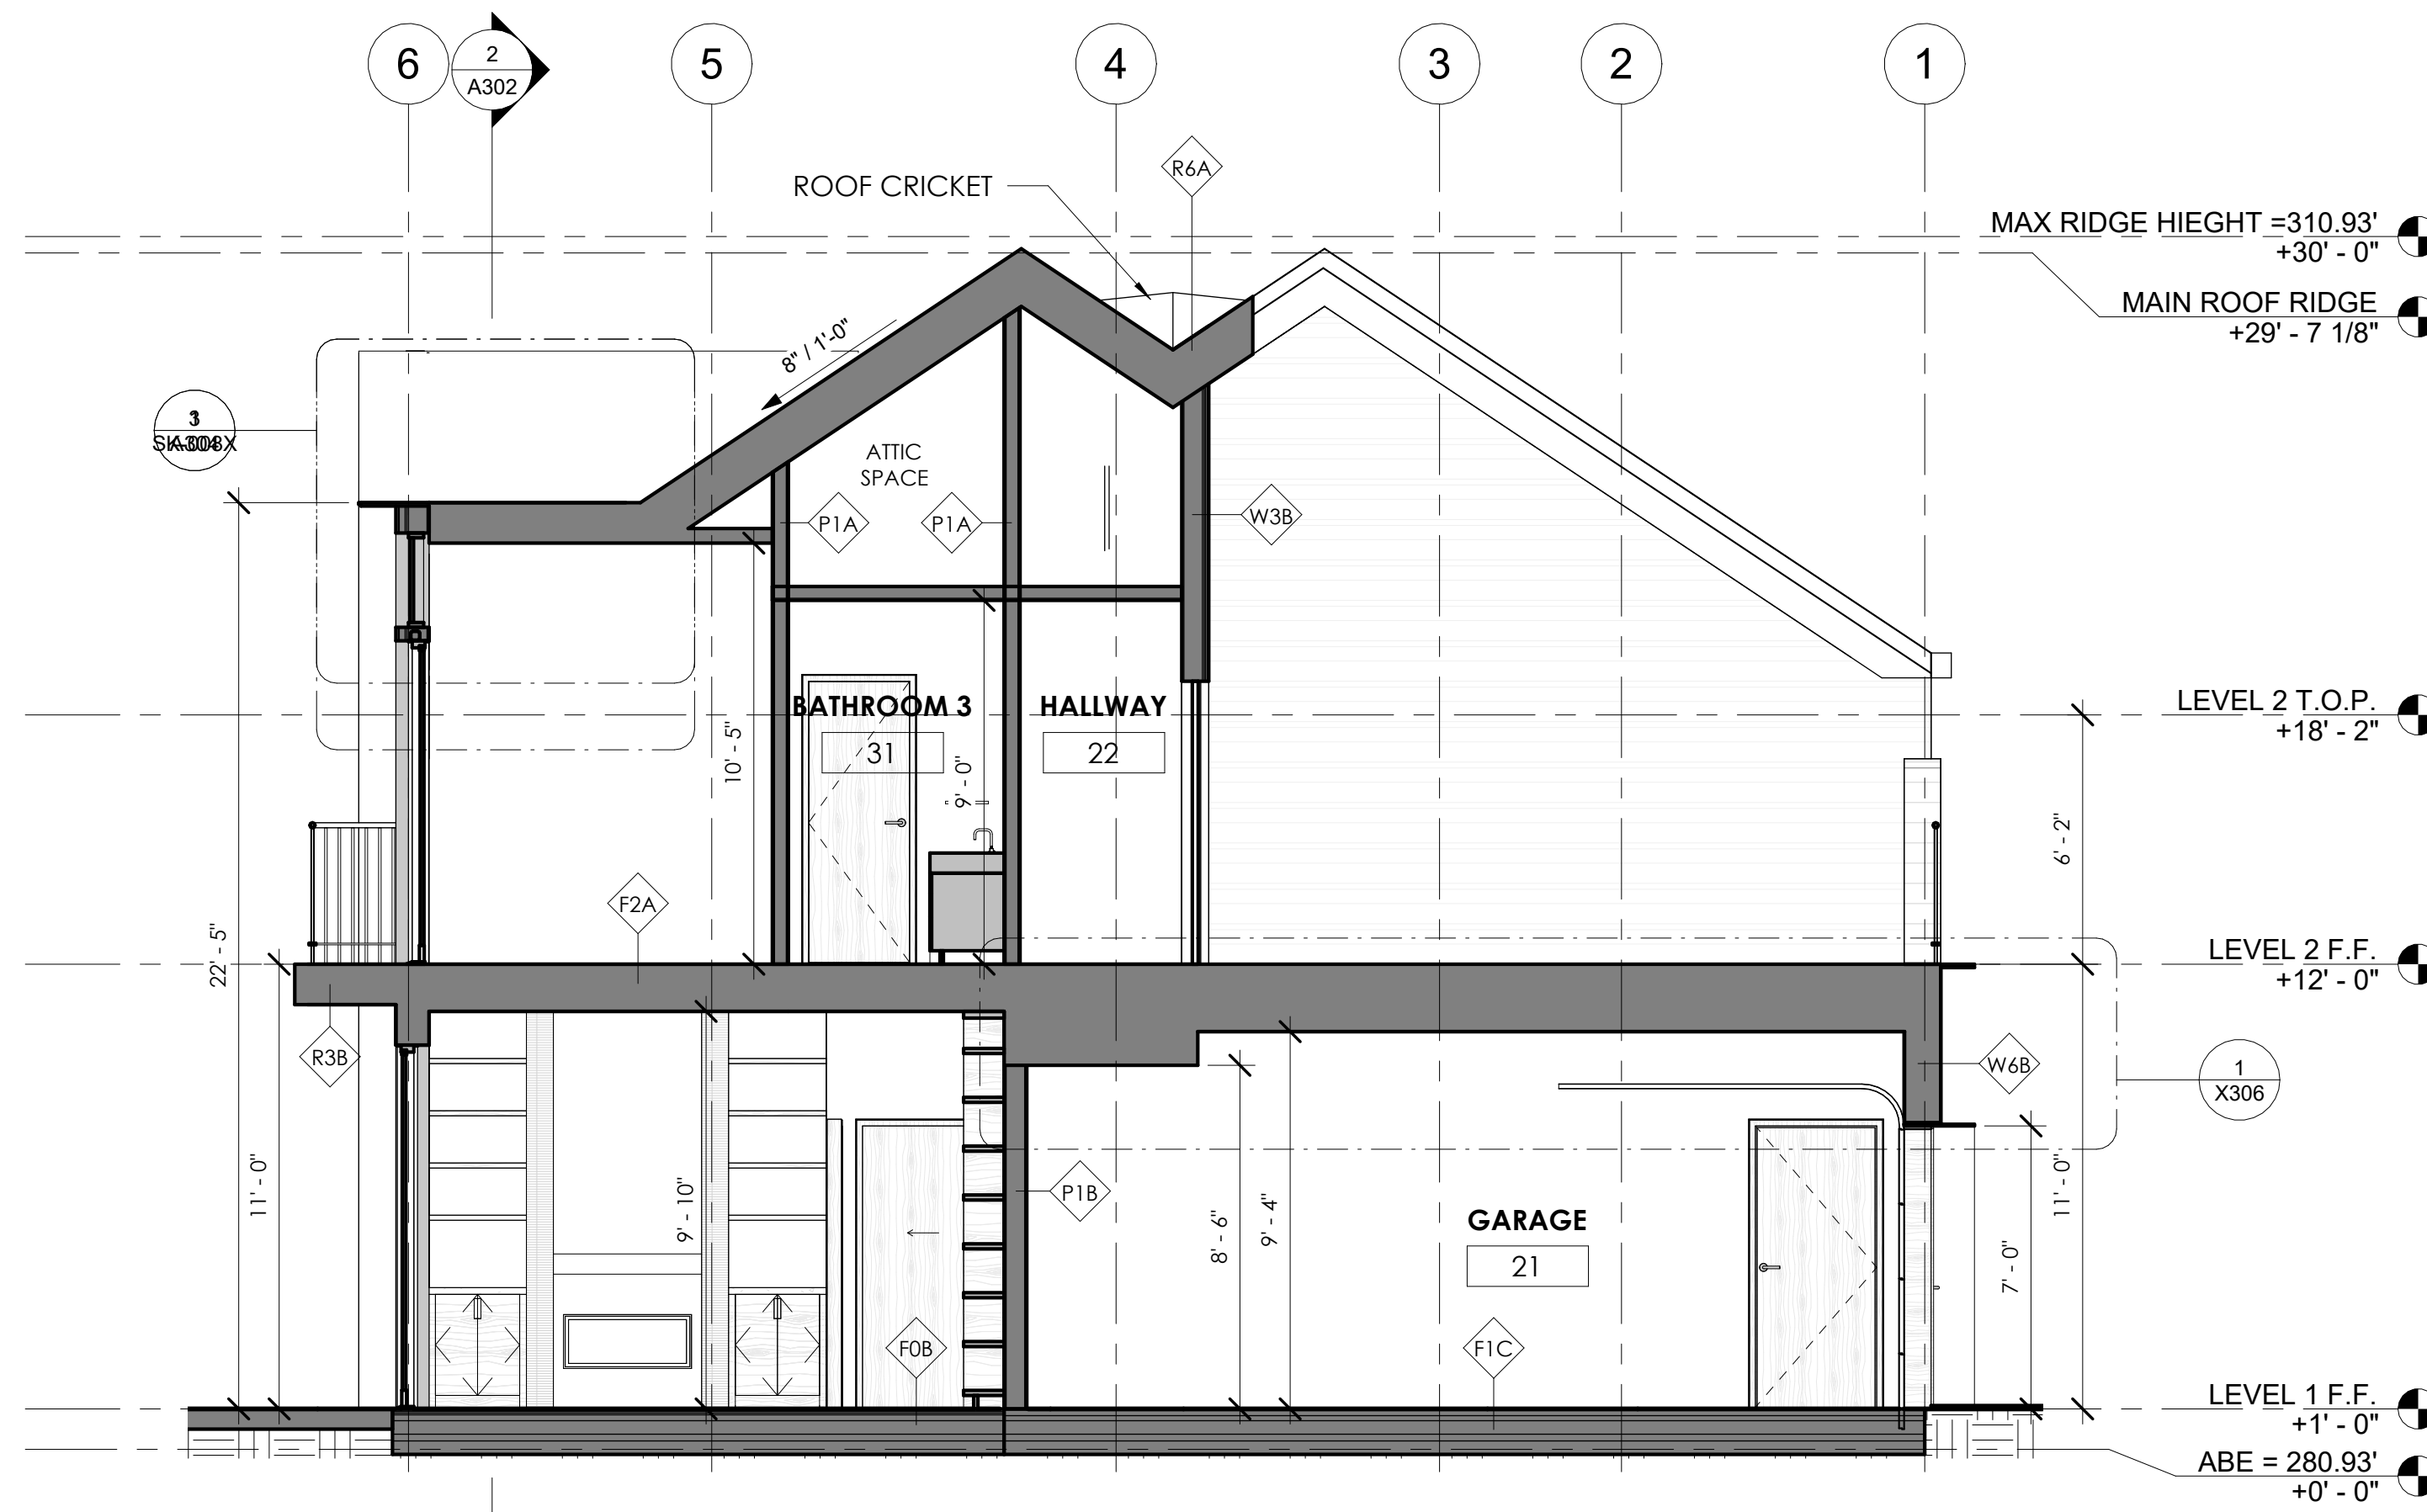 6
2
A302
5
4
3
2
1
R6A
ROOF CRICKET
MAX RIDGE HIEGHT =310.93'
+30' - 0"
MAIN ROOF RIDGE
+29' - 7 1/8"
8" / 1'-0"
ATTIC
SPACE
P1A
P1A
W3B
LEVEL 2 T.O.P.
+18' - 2"
BATHROOM 3
31
HALLWAY
22
10' - 5"
9' - 0"
6' - 2"
F2A
22' - 5"
LEVEL 2 F.F.
+12' - 0"
R3B
W6B
1
X306
11' - 0"
9' - 10"
P1B
8' - 6"
9' - 4"
GARAGE
21
11' - 0"
7' - 0"
F0B
F1C
LEVEL 1 F.F.
+1' - 0"
ABE = 280.93'
+0' - 0"